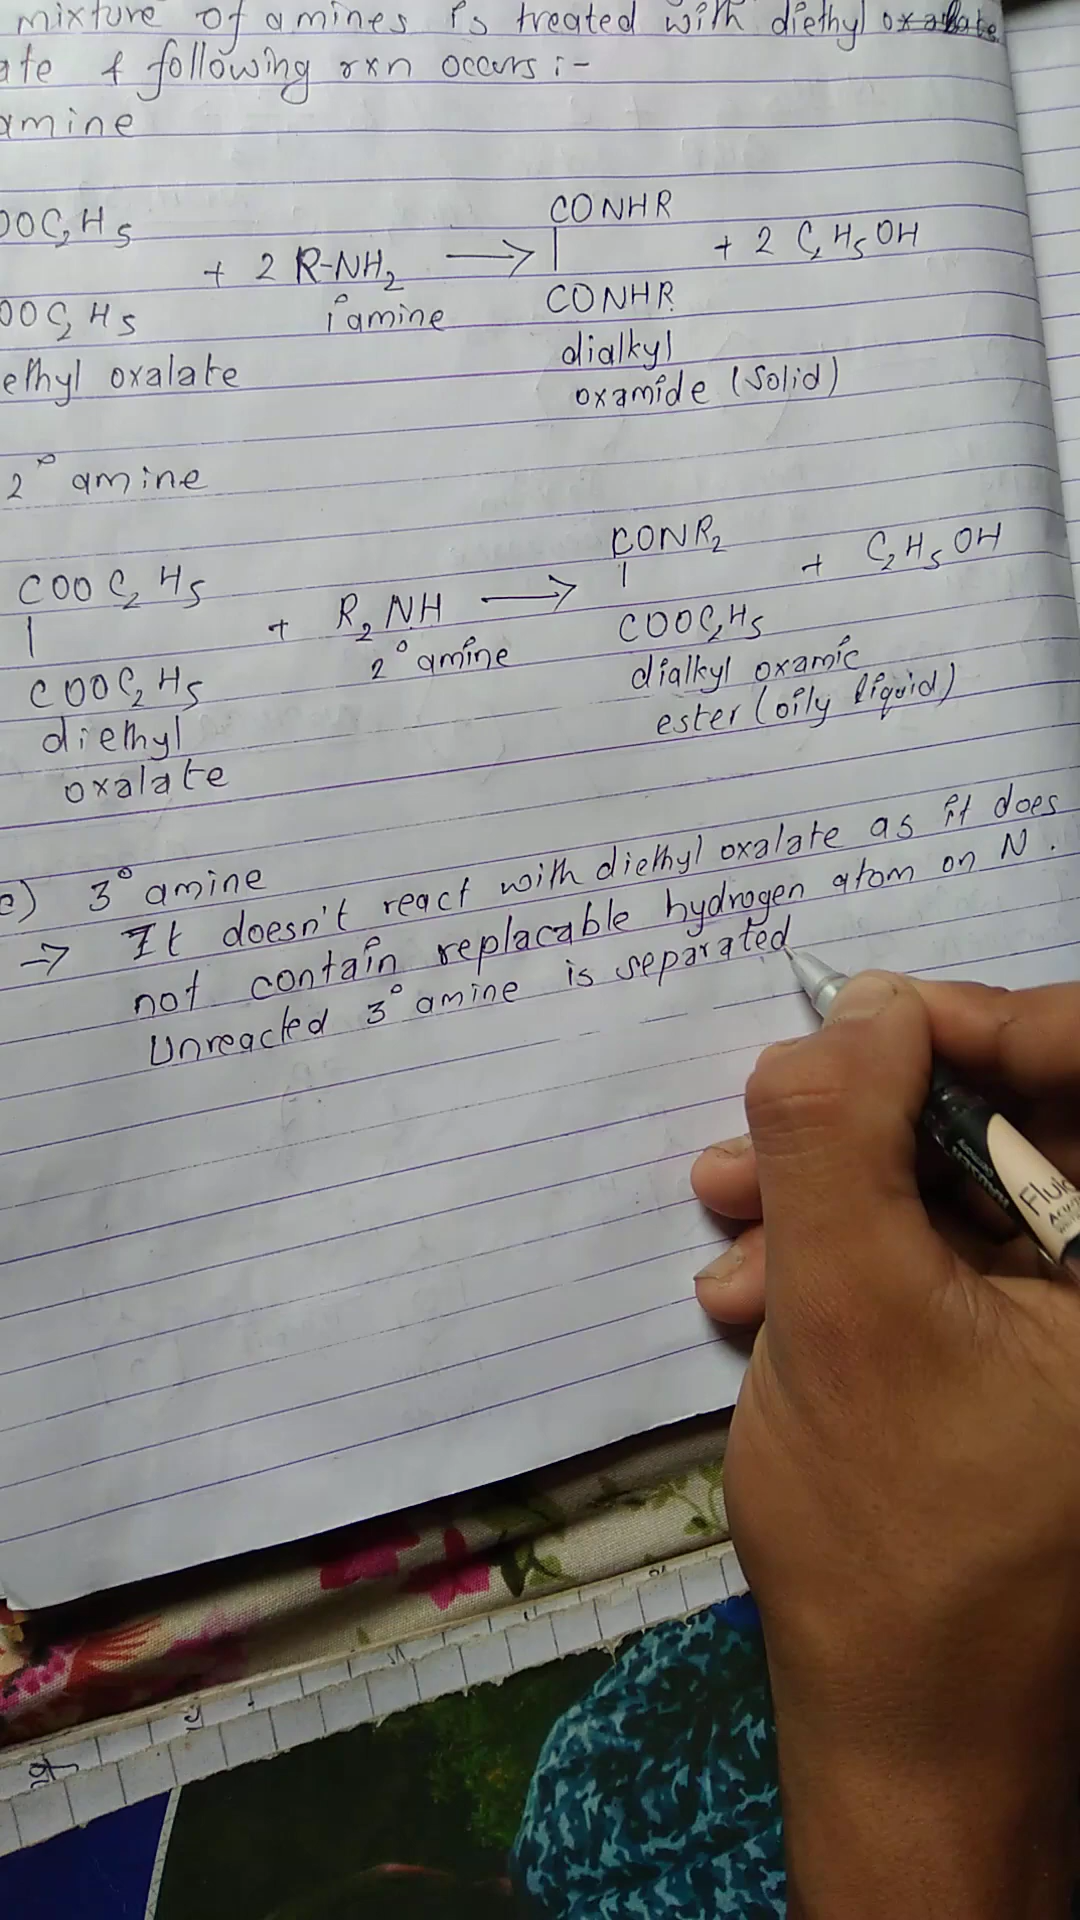 mixture of amines is treated with diethyl oxalate
ate & following rxn occurs :-
amine
OOC₂H₅
+ 2 R-NH₂ ⟶
CONHR
|
CONHR
+ 2 C₂H₅OH
OOC₂H₅
1° amine
ethyl oxalate
dialkyl
oxamide (Solid)
2° amine
COOC₂H₅
|
COOC₂H₅
+ R₂NH ⟶
2° amine
CONR₂
|
COOC₂H₅
+ C₂H₅OH
diethyl
oxalate
dialkyl oxamic
ester (oily liquid)
c) 3° amine
→ It doesn't react with diethyl oxalate as it does
not contain replacable hydrogen atom on N.
Unreacted 3° amine is separated